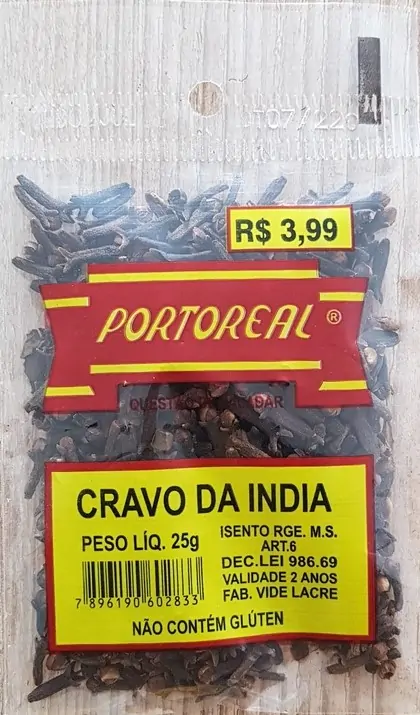 R$ 3,99
PORTOREAL ®
CRAVO DA INDIA
PESO LÍQ. 25g
ISENTO RGE. M.S.
ART.6
DEC.LEI 986.69
VALIDADE 2 ANOS
FAB. VIDE LACRE
7 896190 602833
NÃO CONTÉM GLÚTEN